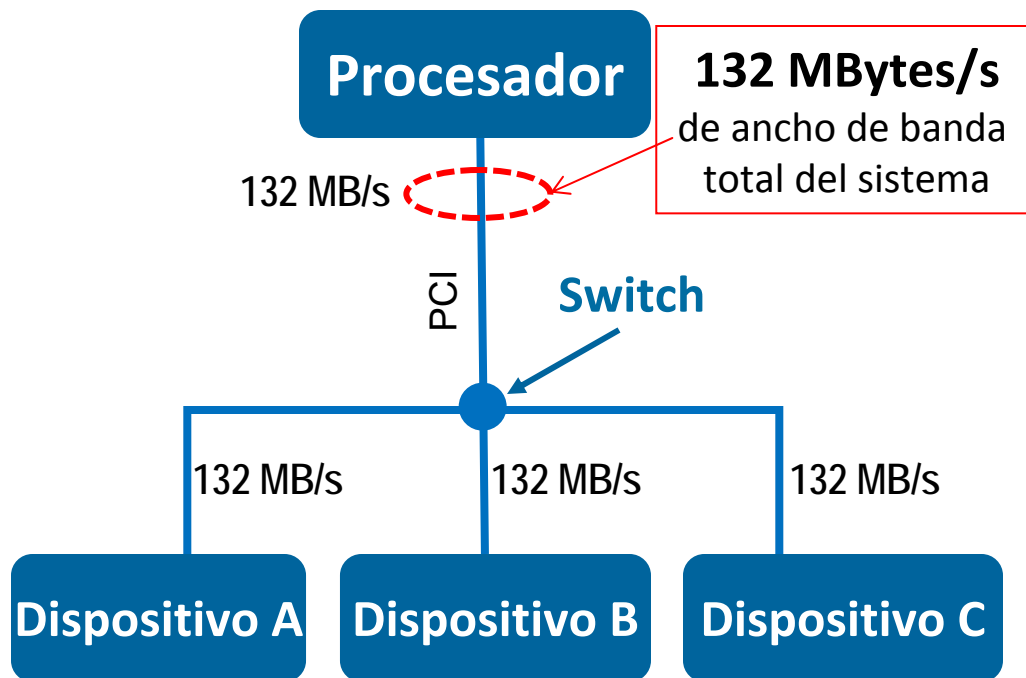 Procesador
132 MBytes/s
de ancho de banda
total del sistema
132 MB/s
PCI
Switch
132 MB/s
132 MB/s
132 MB/s
Dispositivo A
Dispositivo B
Dispositivo C